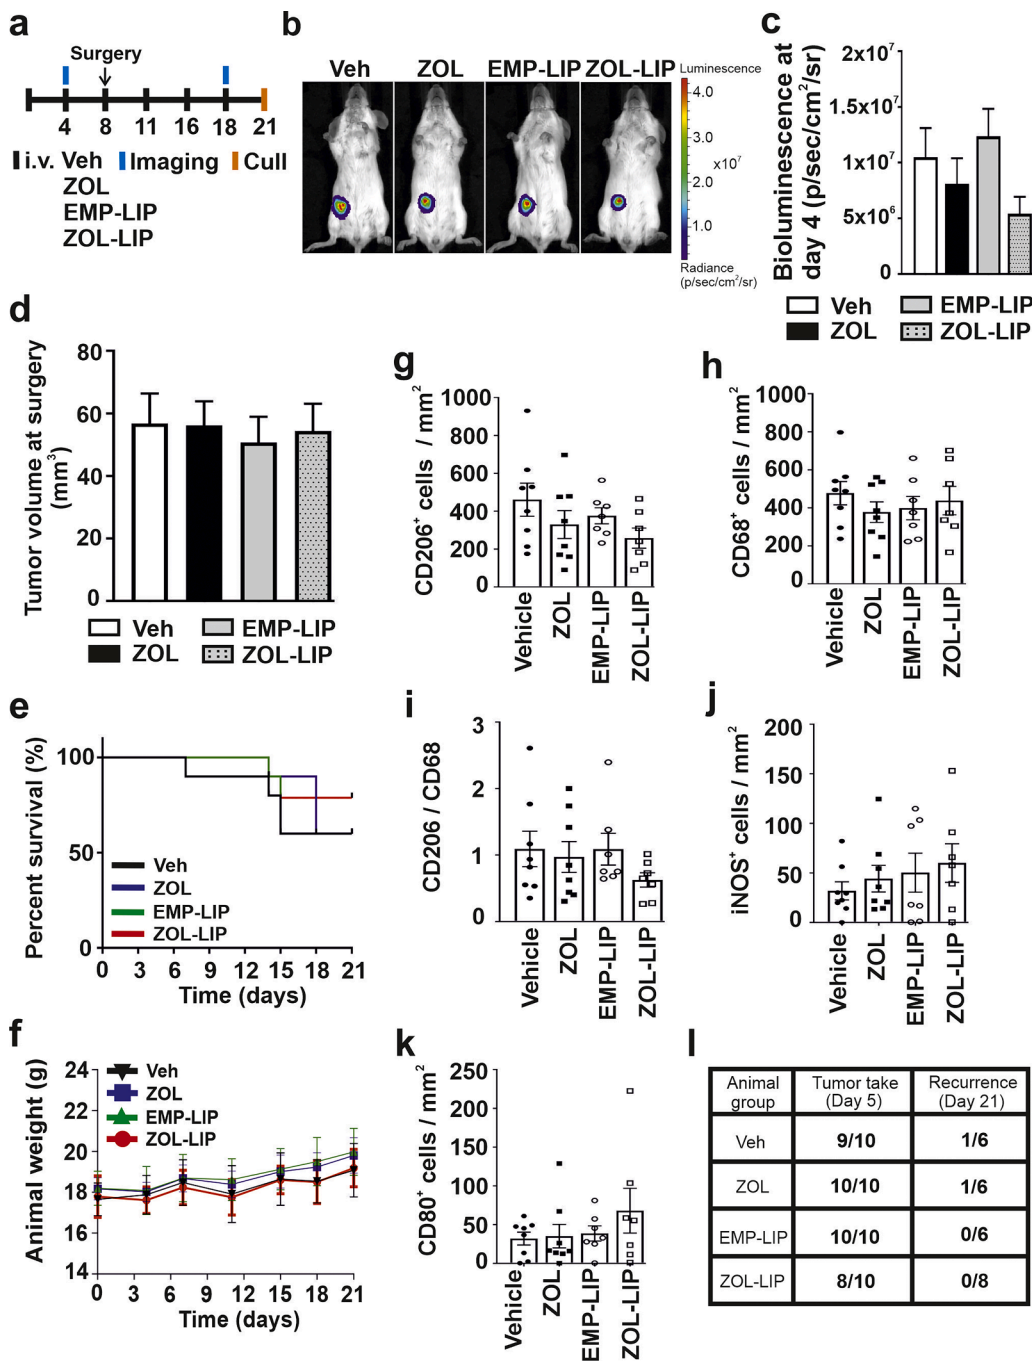 a
Surgery
4 8 11 16 18 21
i.v. Veh Imaging Cull
ZOL
EMP-LIP
ZOL-LIP
b
Veh ZOL EMP-LIP ZOL-LIP
Luminescence
4.0
3.0
x10⁷
2.0
1.0
Radiance
(p/sec/cm²/sr)
c
Bioluminescence at
day 4 (p/sec/cm²/sr)
2x10⁷
1.5x10⁷
1x10⁷
5x10⁶
0
Veh EMP-LIP
ZOL ZOL-LIP
d
Tumor volume at surgery
(mm³)
80
60
40
20
0
Veh EMP-LIP
ZOL ZOL-LIP
e
Percent survival (%)
100
50
0
Veh
ZOL
EMP-LIP
ZOL-LIP
0 3 6 9 12 15 18 21
Time (days)
f
Animal weight (g)
24
22
20
18
16
14
Veh
ZOL
EMP-LIP
ZOL-LIP
0 3 6 9 12 15 18 21
Time (days)
g
CD206⁺ cells / mm²
1000
800
600
400
200
0
Vehicle
ZOL
EMP-LIP
ZOL-LIP
h
CD68⁺ cells / mm²
1000
800
600
400
200
0
Vehicle
ZOL
EMP-LIP
ZOL-LIP
i
CD206 / CD68
3
2
1
0
Vehicle
ZOL
EMP-LIP
ZOL-LIP
j
iNOS⁺ cells / mm²
200
150
100
50
0
Vehicle
ZOL
EMP-LIP
ZOL-LIP
k
CD80⁺ cells / mm²
250
200
150
100
50
0
Vehicle
ZOL
EMP-LIP
ZOL-LIP
l
Animal group Tumor take (Day 5) Recurrence (Day 21)
Veh 9/10 1/6
ZOL 10/10 1/6
EMP-LIP 10/10 0/6
ZOL-LIP 8/10 0/8